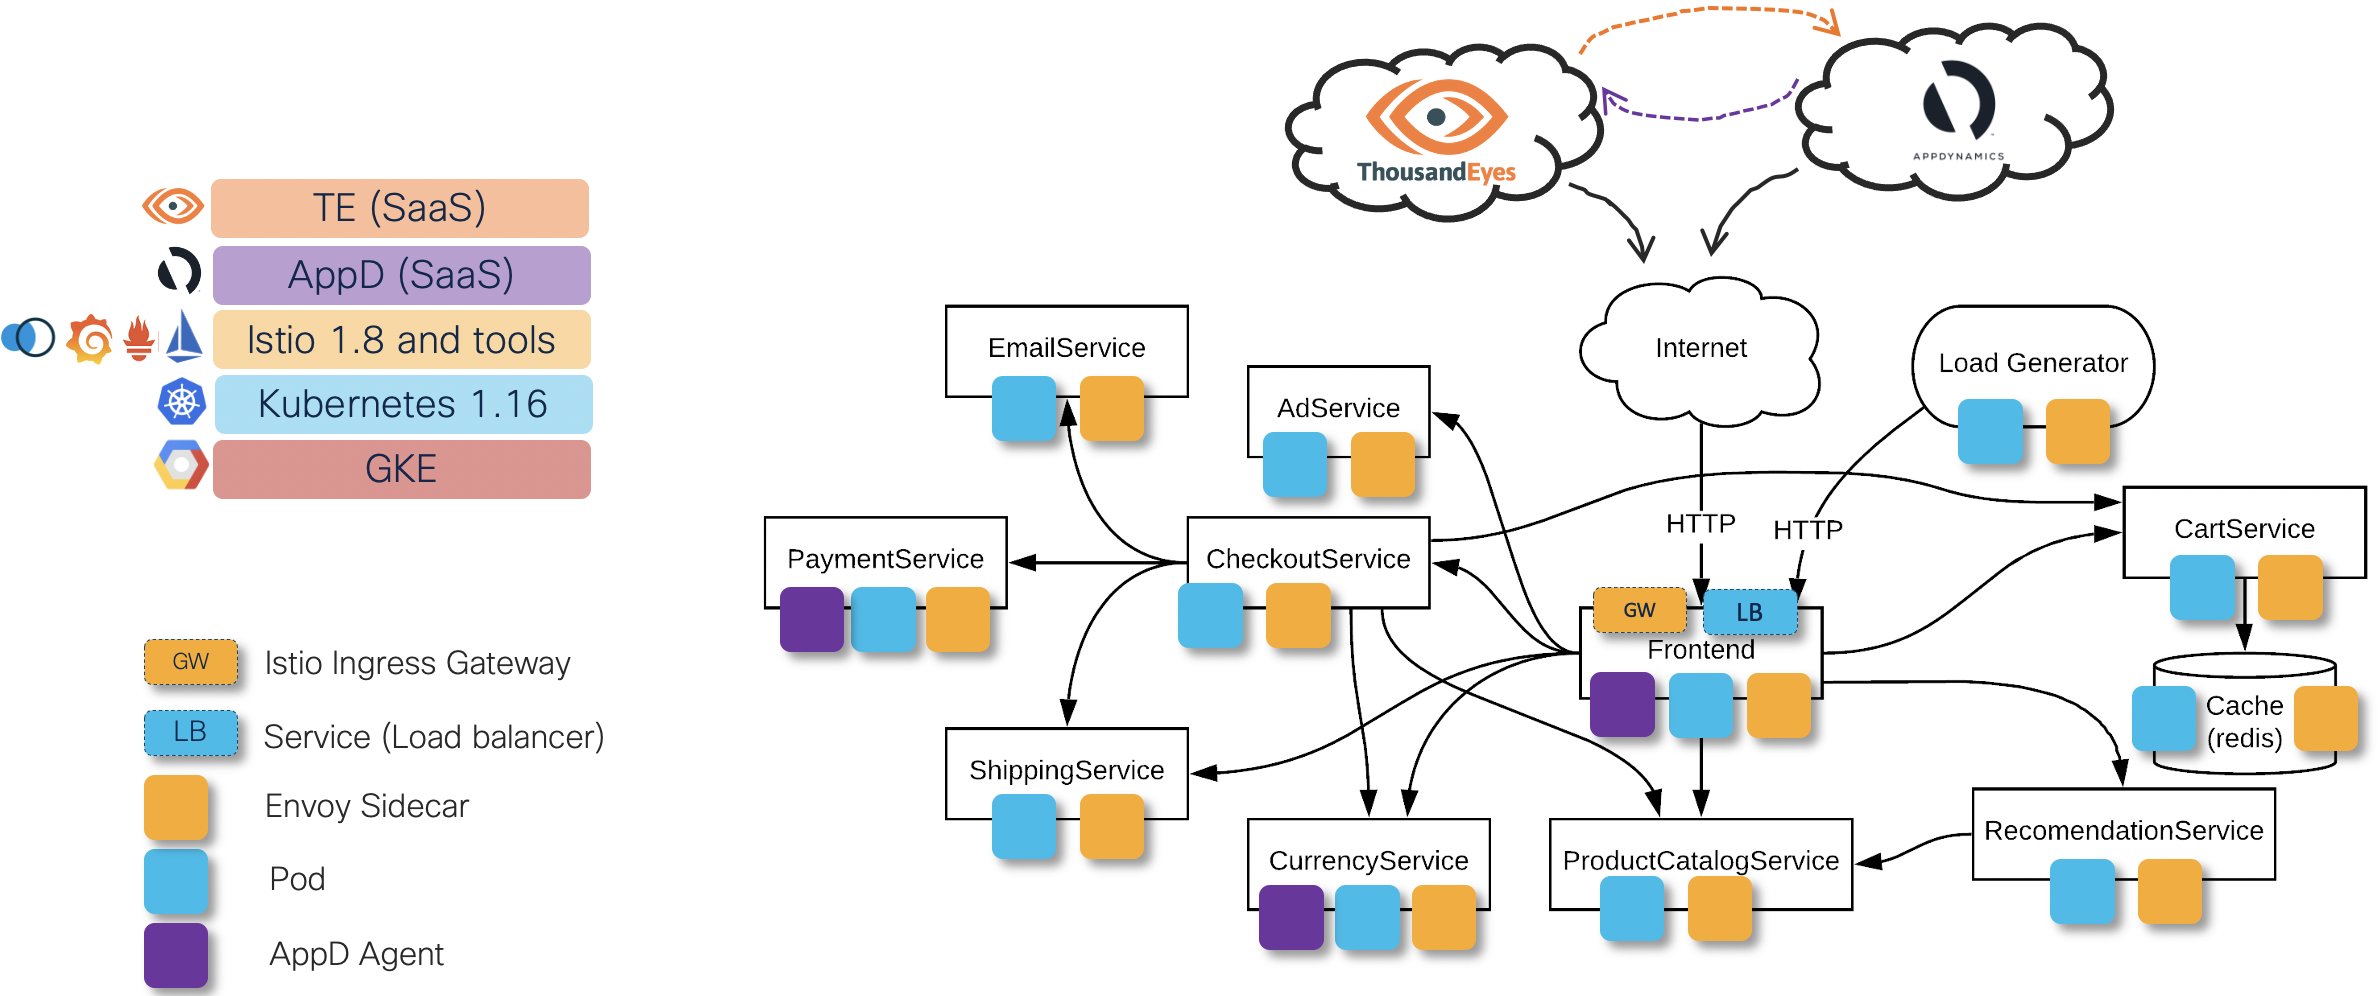 ThousandEyes
APPDYNAMICS
TE (SaaS)
AppD (SaaS)
Istio 1.8 and tools
Kubernetes 1.16
GKE
GW
Istio Ingress Gateway
LB
Service (Load balancer)
Envoy Sidecar
Pod
AppD Agent
EmailService
AdService
Internet
Load Generator
HTTP
HTTP
PaymentService
CheckoutService
CartService
GW
LB
Frontend
Cache
(redis)
ShippingService
CurrencyService
ProductCatalogService
RecomendationService